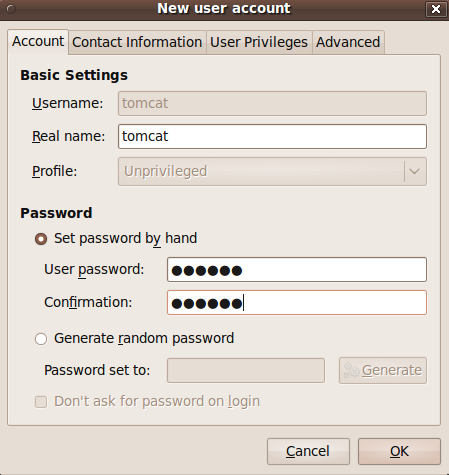 New user account
Account Contact Information User Privileges Advanced
Basic Settings
Username: tomcat
Real name: tomcat
Profile: Unprivileged
Password
Set password by hand
User password: ●●●●●●
Confirmation: ●●●●●●
Generate random password
Password set to: Generate
Don't ask for password on login
Cancel OK